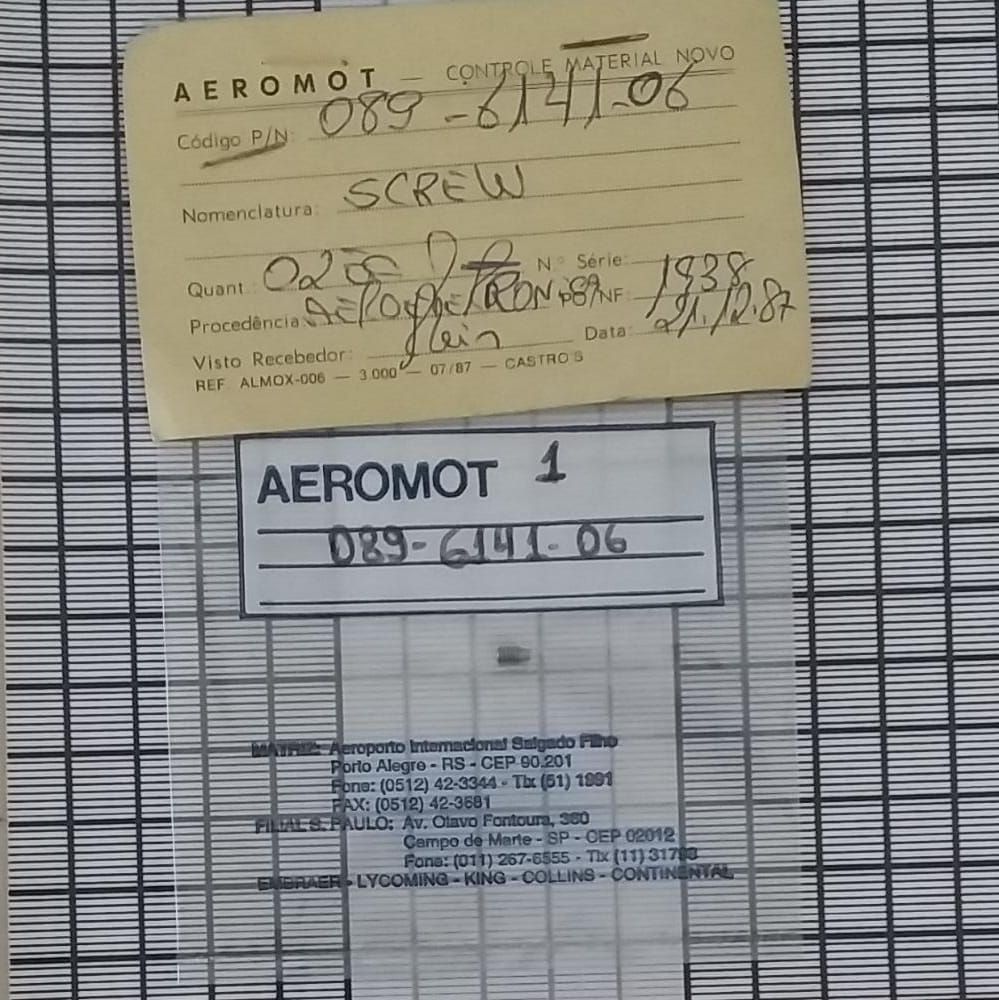 AEROMOT — CONTROLE MATERIAL NOVO
Código P/N: 089-6141-06
Nomenclatura: SCREW
Quant.: 02 N.º Série:
Procedência: NF: 1938
Visto Recebedor: Data: 21.12.87
REF. ALMOX-006 — 3.000 — 07/87 — CASTRO S
AEROMOT 1
089-6141-06
MATRIZ: Aeroporto Internacional Salgado Filho
Porto Alegre - RS - CEP 90.201
Fone: (0512) 42-3344 - Tlx (51) 1991
FAX: (0512) 42-3681
FILIAL S. PAULO: Av. Olavo Fontoura, 360
Campo de Marte - SP - CEP 02012
Fone: (011) 267-6555 - Tlx (11)
EMBRAER - LYCOMING - KING - COLLINS - CONTINENTAL